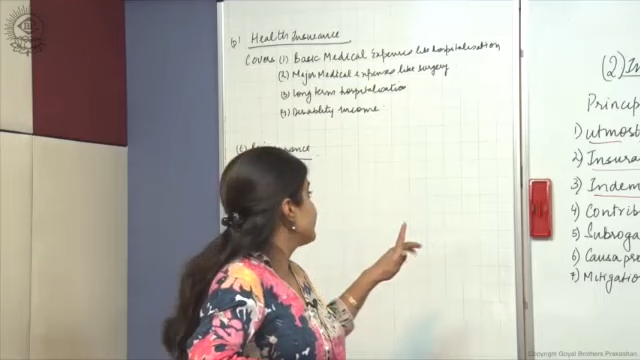 (b) Health Insurance
Covers (1) Basic Medical Expenses like hospitalisation
(2) Major Medical expenses like surgery
(3) Long term hospitalisation
(4) Disability income.
(2) In
Princip
1) utmost
2) Insura
3) Indem
4) Contrib
5) Subroga
6) Causa pro
7) Mitigatio
Copyright Goyal Brothers Prakashan